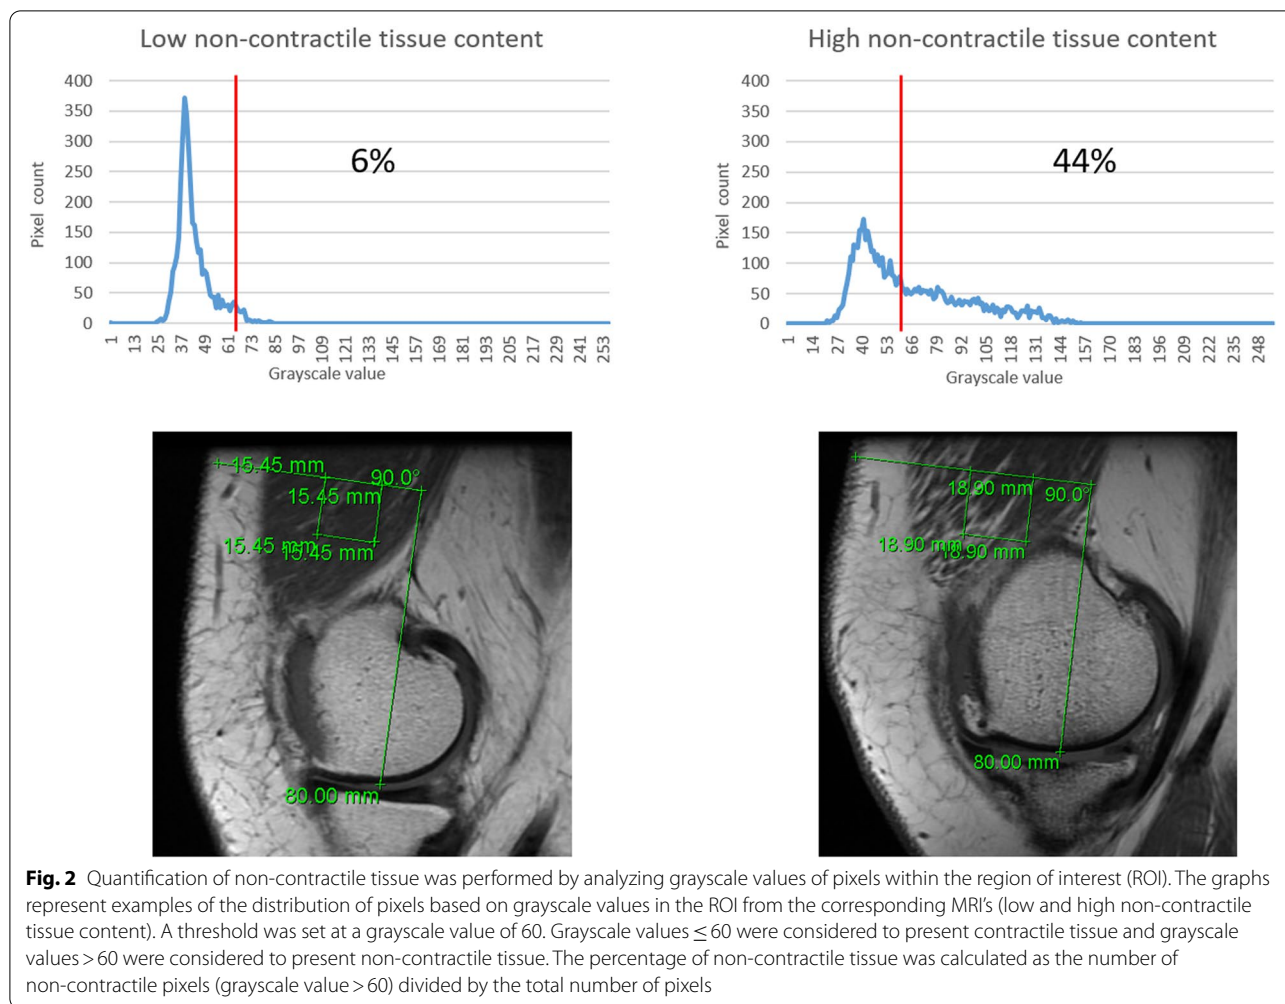 Low non-contractile tissue content
400
350
300
250
200
150
100
50
0
Pixel count
6%
1 13 25 37 49 61 73 85 97 109 121 133 145 157 169 181 193 205 217 229 241 253
Grayscale value
High non-contractile tissue content
400
350
300
250
200
150
100
50
0
Pixel count
44%
1 14 27 40 53 66 79 92 105 118 131 144 157 170 183 196 209 222 235 248
Grayscale value
15.45 mm
90.0°
15.45 mm
15.45 mm
15.45 mm
80.00 mm
18.90 mm
90.0°
18.90 mm
18.90 mm
80.00 mm
Fig. 2 Quantification of non-contractile tissue was performed by analyzing grayscale values of pixels within the region of interest (ROI). The graphs
represent examples of the distribution of pixels based on grayscale values in the ROI from the corresponding MRI's (low and high non-contractile
tissue content). A threshold was set at a grayscale value of 60. Grayscale values ≤ 60 were considered to present contractile tissue and grayscale
values > 60 were considered to present non-contractile tissue. The percentage of non-contractile tissue was calculated as the number of
non-contractile pixels (grayscale value > 60) divided by the total number of pixels